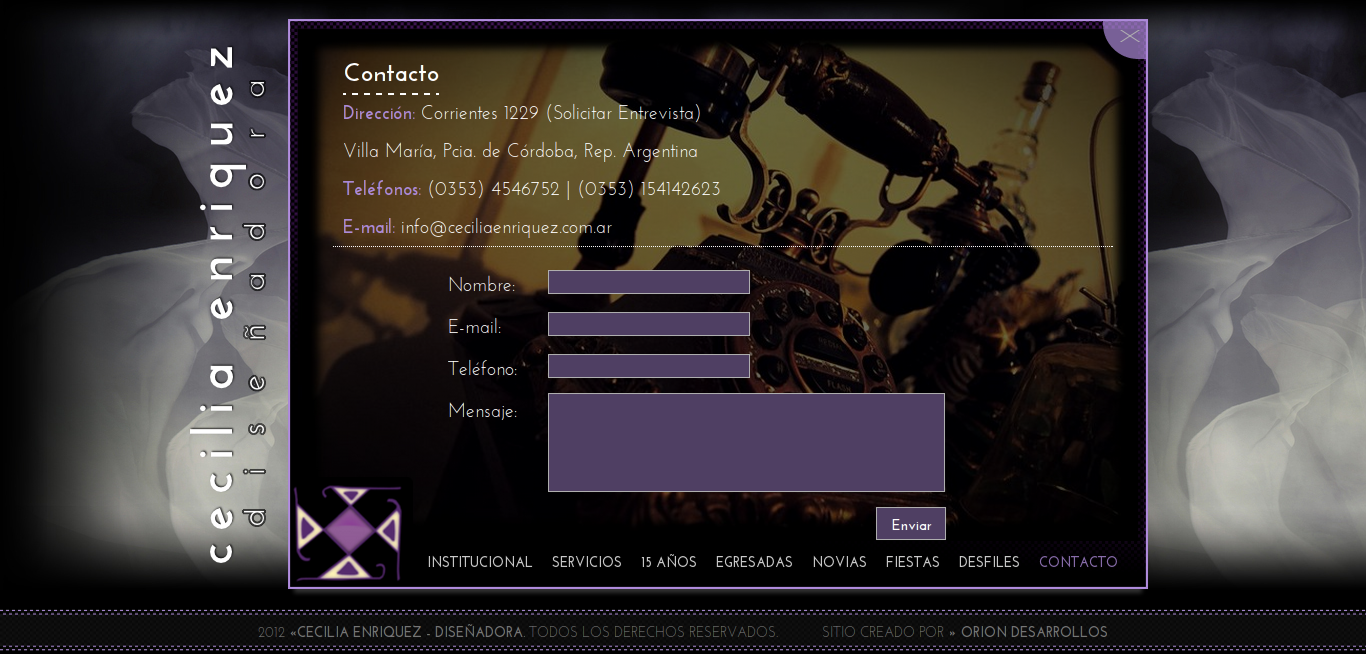 cecilia enriquez
diseñadora
Contacto
Dirección: Corrientes 1229 (Solicitar Entrevista)
Villa María, Pcia. de Córdoba, Rep. Argentina
Teléfonos: (0353) 4546752 | (0353) 154142623
E-mail: info@ceciliaenriquez.com.ar
Nombre:
E-mail:
Teléfono:
Mensaje:
Enviar
INSTITUCIONAL SERVICIOS 15 AÑOS EGRESADAS NOVIAS FIESTAS DESFILES CONTACTO
2012 «CECILIA ENRIQUEZ - DISEÑADORA. TODOS LOS DERECHOS RESERVADOS. SITIO CREADO POR » ORION DESARROLLOS